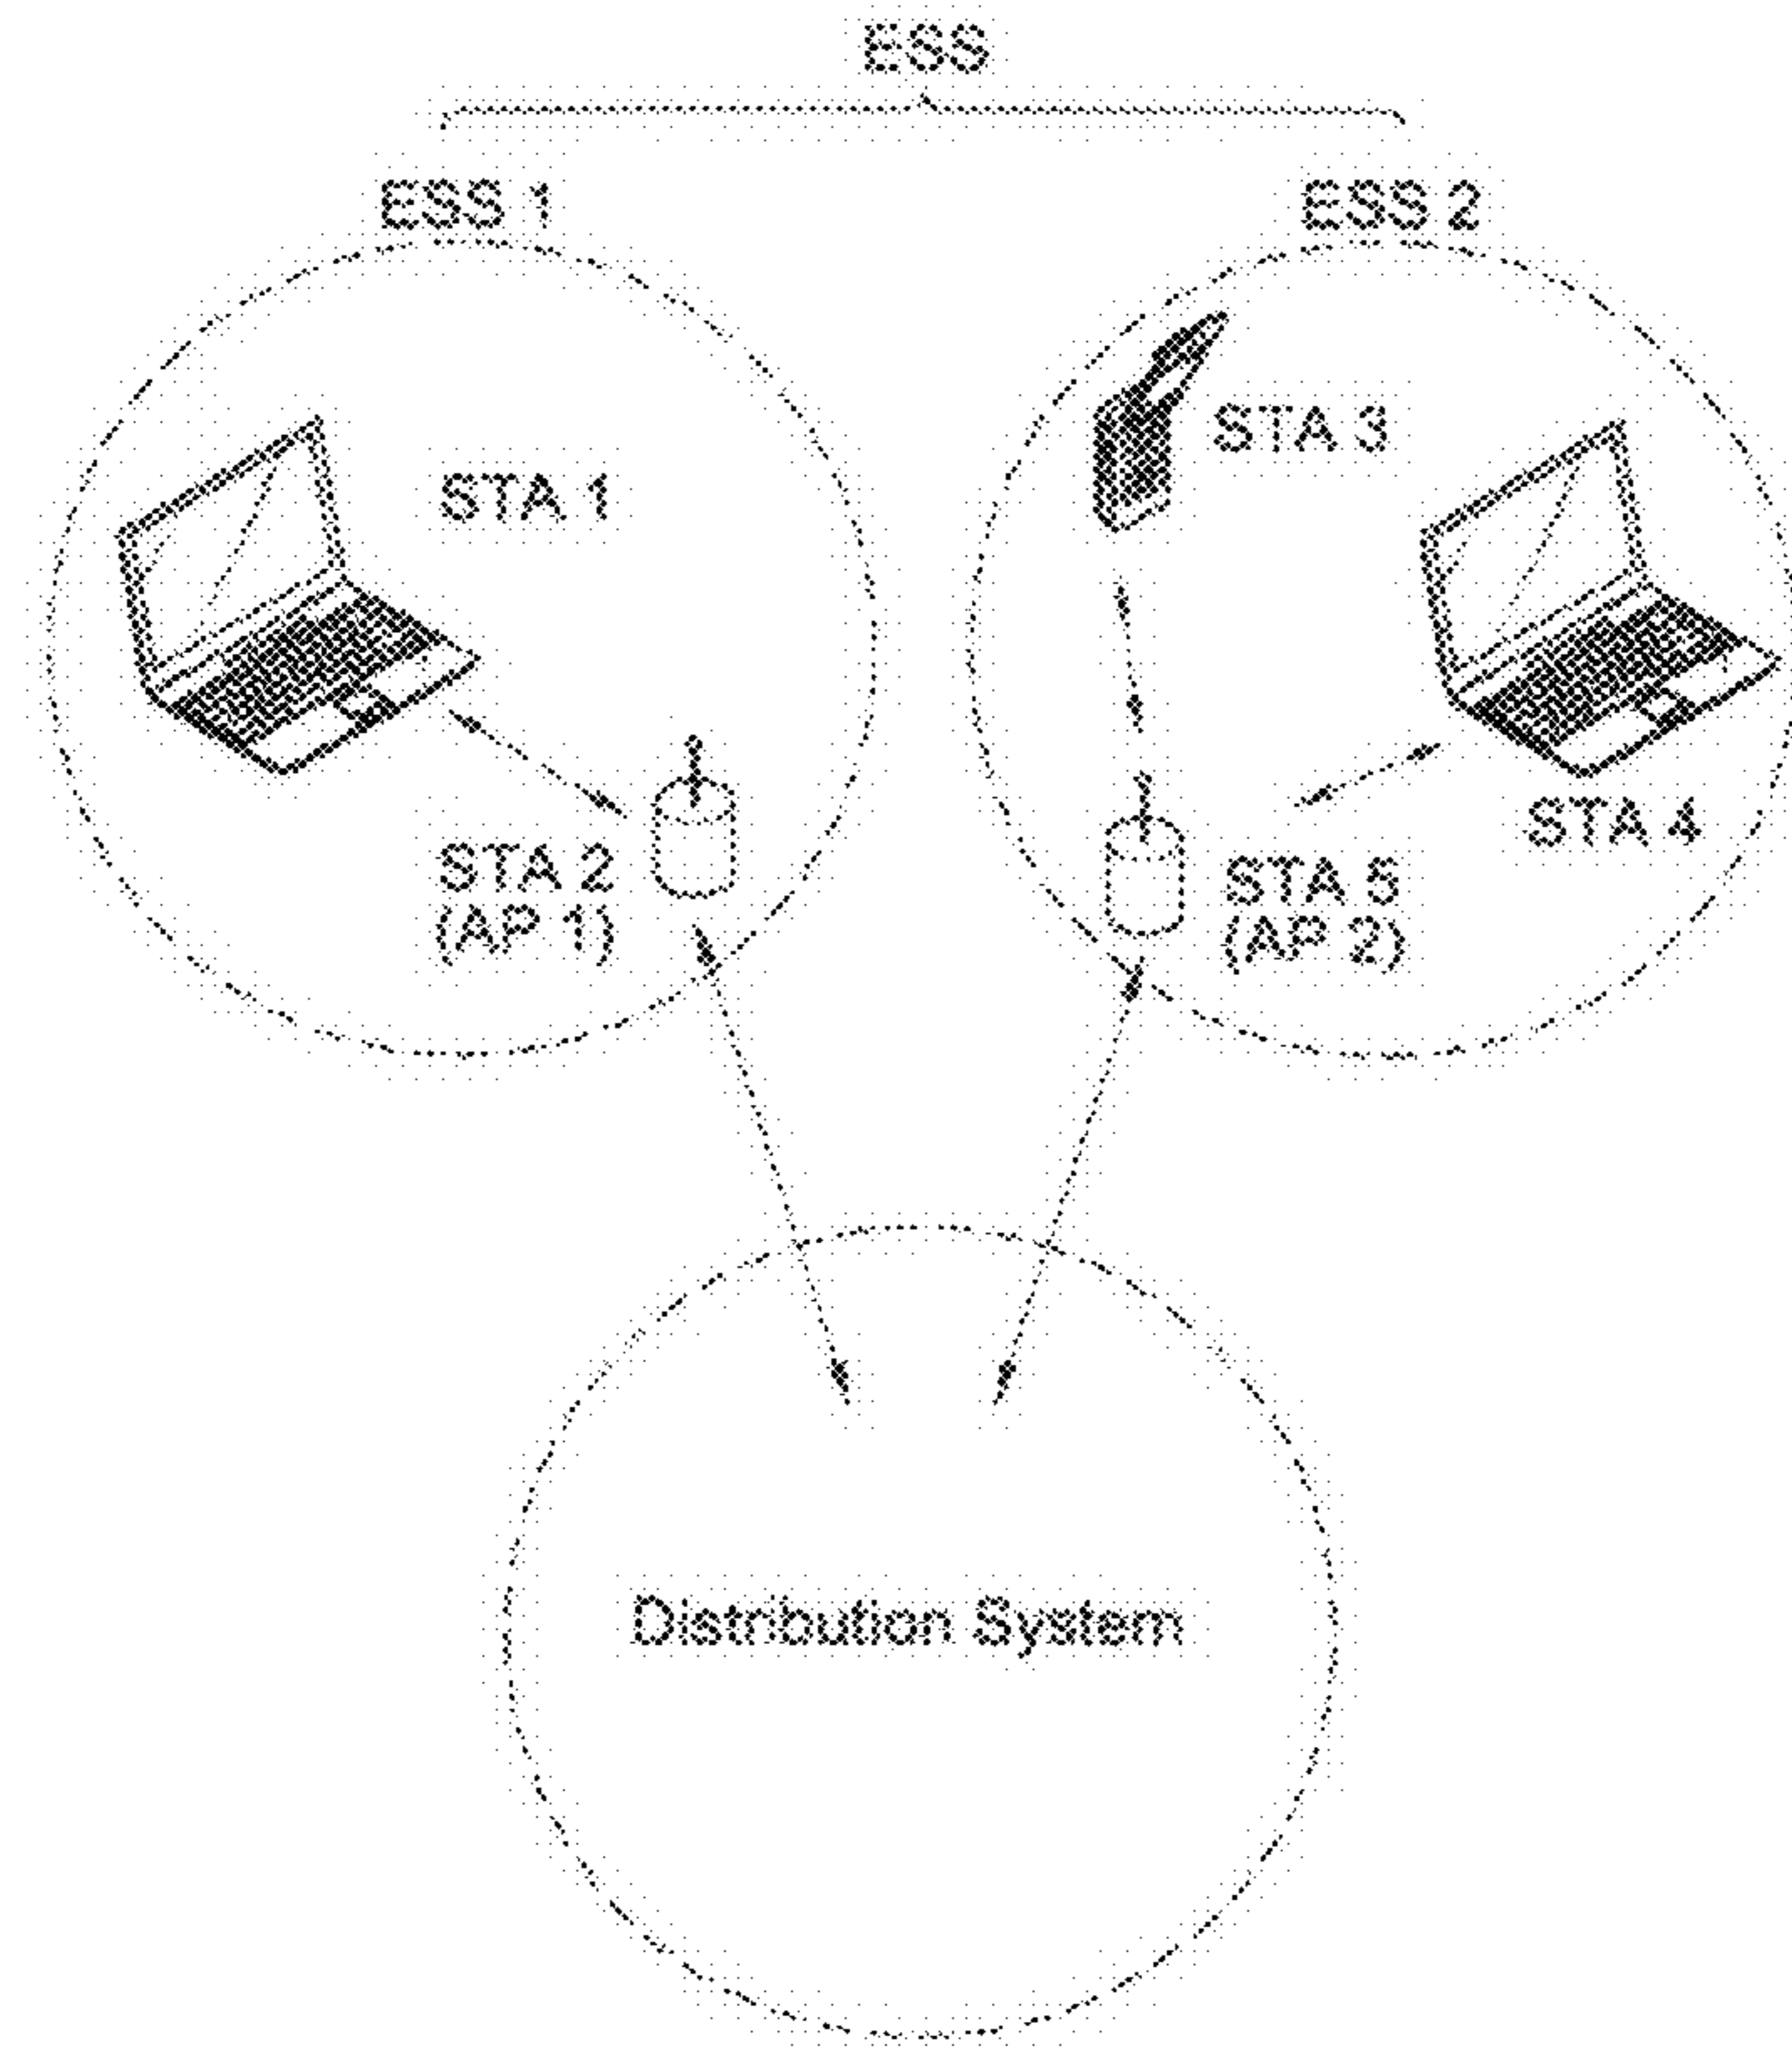 ESS
ESS 1
ESS 2
STA 1
STA 3
STA 4
STA 2
(AP 1)
STA 5
(AP 2)
Distribution System